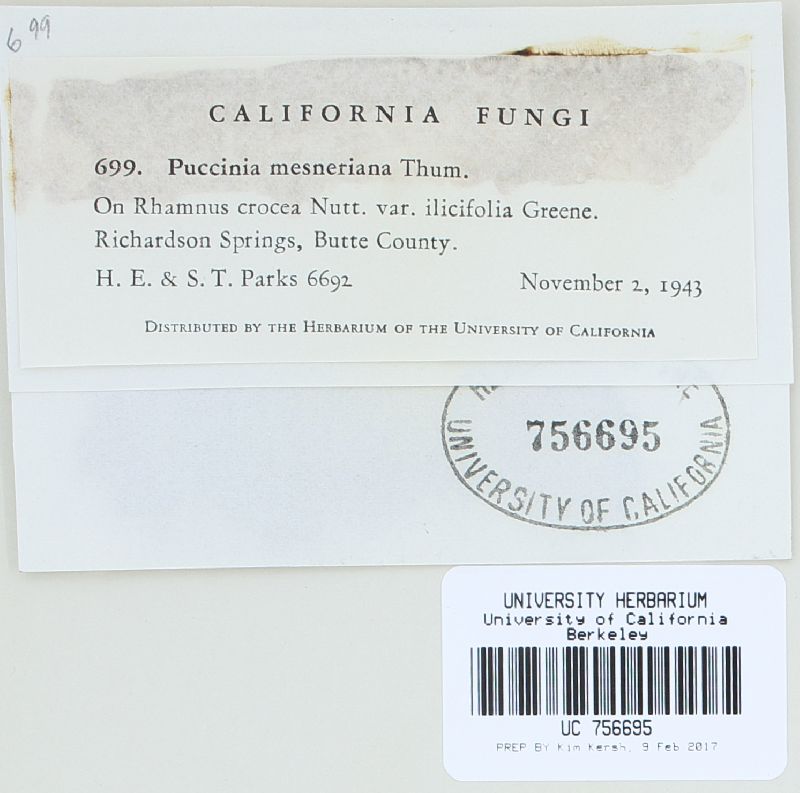 699
CALIFORNIA FUNGI
699. Puccinia mesneriana Thum.
On Rhamnus crocea Nutt. var. ilicifolia Greene.
Richardson Springs, Butte County.
H. E. & S. T. Parks 6692 November 2, 1943
DISTRIBUTED BY THE HERBARIUM OF THE UNIVERSITY OF CALIFORNIA
756695
UNIVERSITY OF CALIFORNIA
UNIVERSITY HERBARIUM
University of California
Berkeley
UC 756695
PREP BY Kim Kersh, 9 Feb 2017